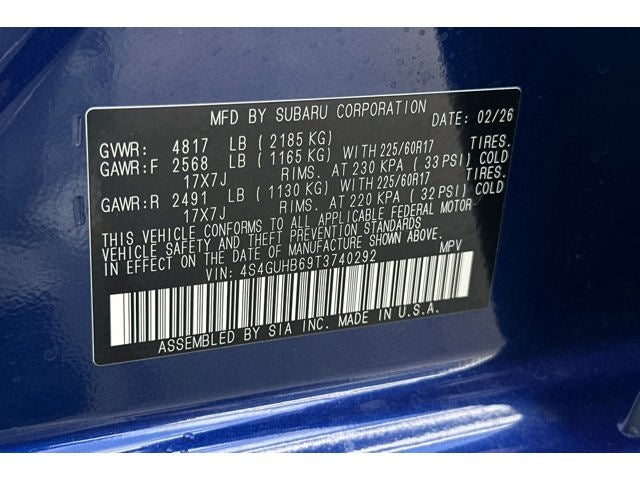 MFD BY SUBARU CORPORATION DATE: 02/26
GVWR: 4817 LB (2185 KG)
GAWR:F 2568 LB (1165 KG) WITH 225/60R17 TIRES.
17X7J RIMS. AT 230 KPA (33 PSI) COLD
GAWR:R 2491 LB (1130 KG) WITH 225/60R17 TIRES.
17X7J RIMS. AT 220 KPA (32 PSI) COLD
THIS VEHICLE CONFORMS TO ALL APPLICABLE FEDERAL MOTOR
VEHICLE SAFETY AND THEFT PREVENTION STANDARDS
IN EFFECT ON THE DATE OF MANUFACTURE SHOWN ABOVE.
VIN: 4S4GUHB69T3740292 MPV
ASSEMBLED BY SIA INC. MADE IN U.S.A.